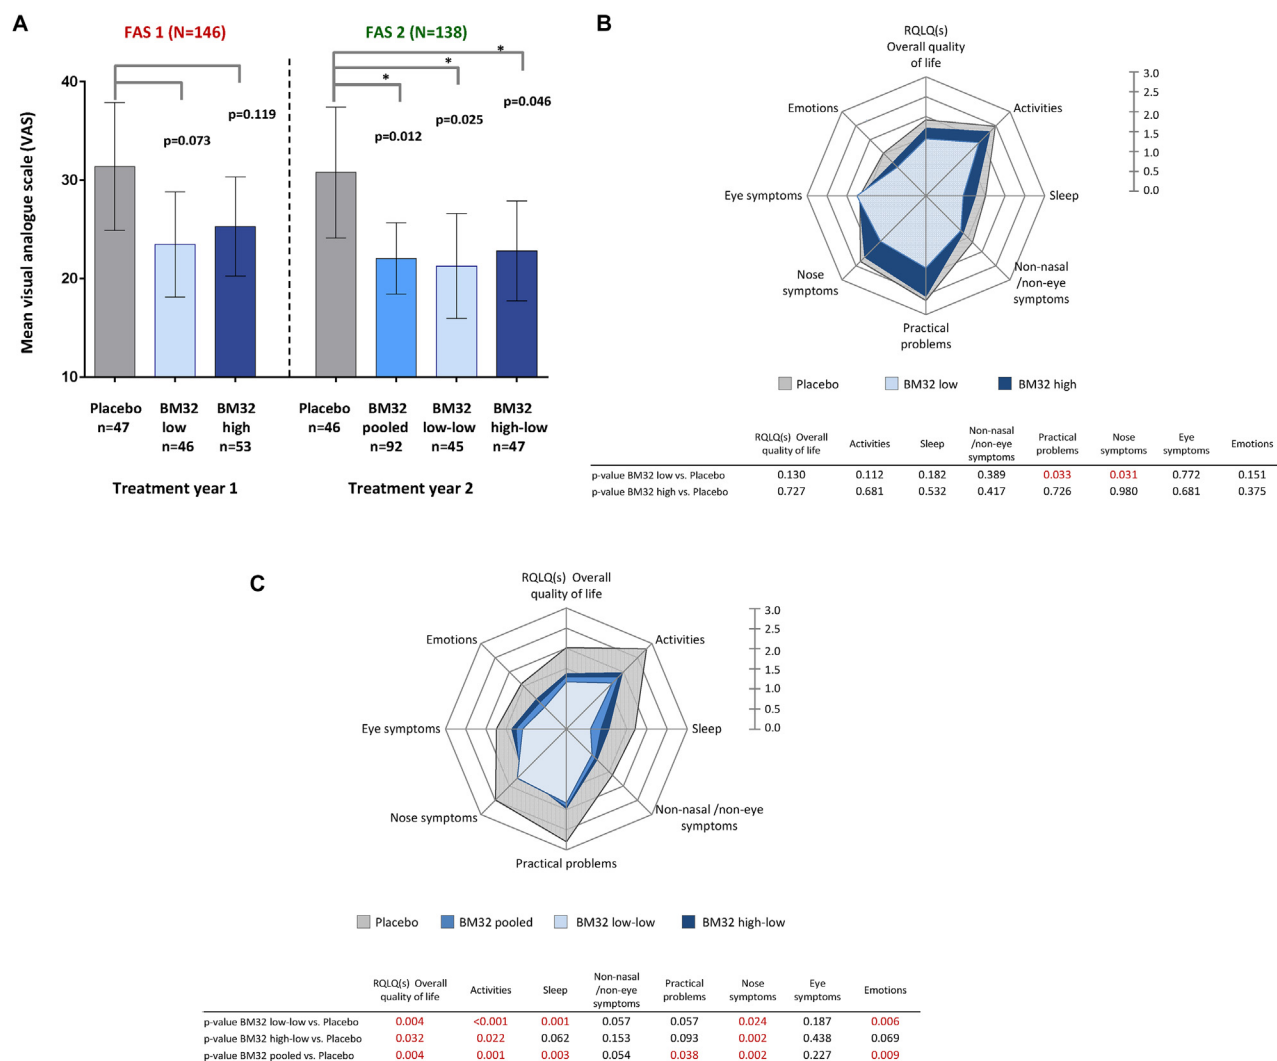 A
FAS 1 (N=146)
FAS 2 (N=138)
*
*
*
p=0.073
p=0.119
p=0.012
p=0.025
p=0.046
Mean visual analogue scale (VAS)
40
30
20
10
Placebo
n=47
BM32
low
n=46
BM32
high
n=53
Placebo
n=46
BM32
pooled
n=92
BM32
low-low
n=45
BM32
high-low
n=47
Treatment year 1
Treatment year 2
B
RQLQ(s)
Overall quality
of life
Activities
Sleep
Non-nasal
/non-eye
symptoms
Practical
problems
Nose
symptoms
Eye symptoms
Emotions
3.0
2.5
2.0
1.5
1.0
0.5
0.0
Placebo
BM32 low
BM32 high
RQLQ(s) Overall quality of life Activities Sleep Non-nasal /non-eye symptoms Practical problems Nose symptoms Eye symptoms Emotions
p-value BM32 low vs. Placebo 0.130 0.112 0.182 0.389 0.033 0.031 0.772 0.151
p-value BM32 high vs. Placebo 0.727 0.681 0.532 0.417 0.726 0.980 0.681 0.375
C
RQLQ(s) Overall
quality of life
Activities
Sleep
Non-nasal /non-eye
symptoms
Practical problems
Nose symptoms
Eye symptoms
Emotions
3.0
2.5
2.0
1.5
1.0
0.5
0.0
Placebo
BM32 pooled
BM32 low-low
BM32 high-low
RQLQ(s) Overall quality of life Activities Sleep Non-nasal /non-eye symptoms Practical problems Nose symptoms Eye symptoms Emotions
p-value BM32 low-low vs. Placebo 0.004 <0.001 0.001 0.057 0.057 0.024 0.187 0.006
p-value BM32 high-low vs. Placebo 0.032 0.022 0.062 0.153 0.093 0.002 0.438 0.069
p-value BM32 pooled vs. Placebo 0.004 0.001 0.003 0.054 0.038 0.002 0.227 0.009